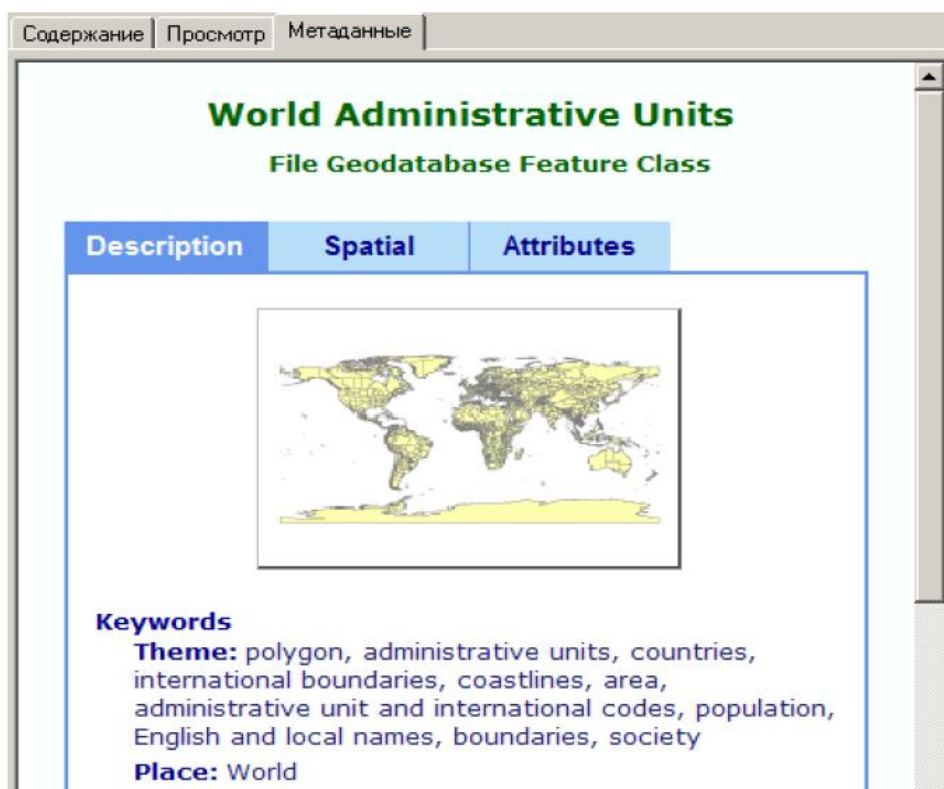 Содержание Просмотр Метаданные
World Administrative Units
File Geodatabase Feature Class
Description Spatial Attributes
Keywords
Theme: polygon, administrative units, countries,
international boundaries, coastlines, area,
administrative unit and international codes, population,
English and local names, boundaries, society
Place: World